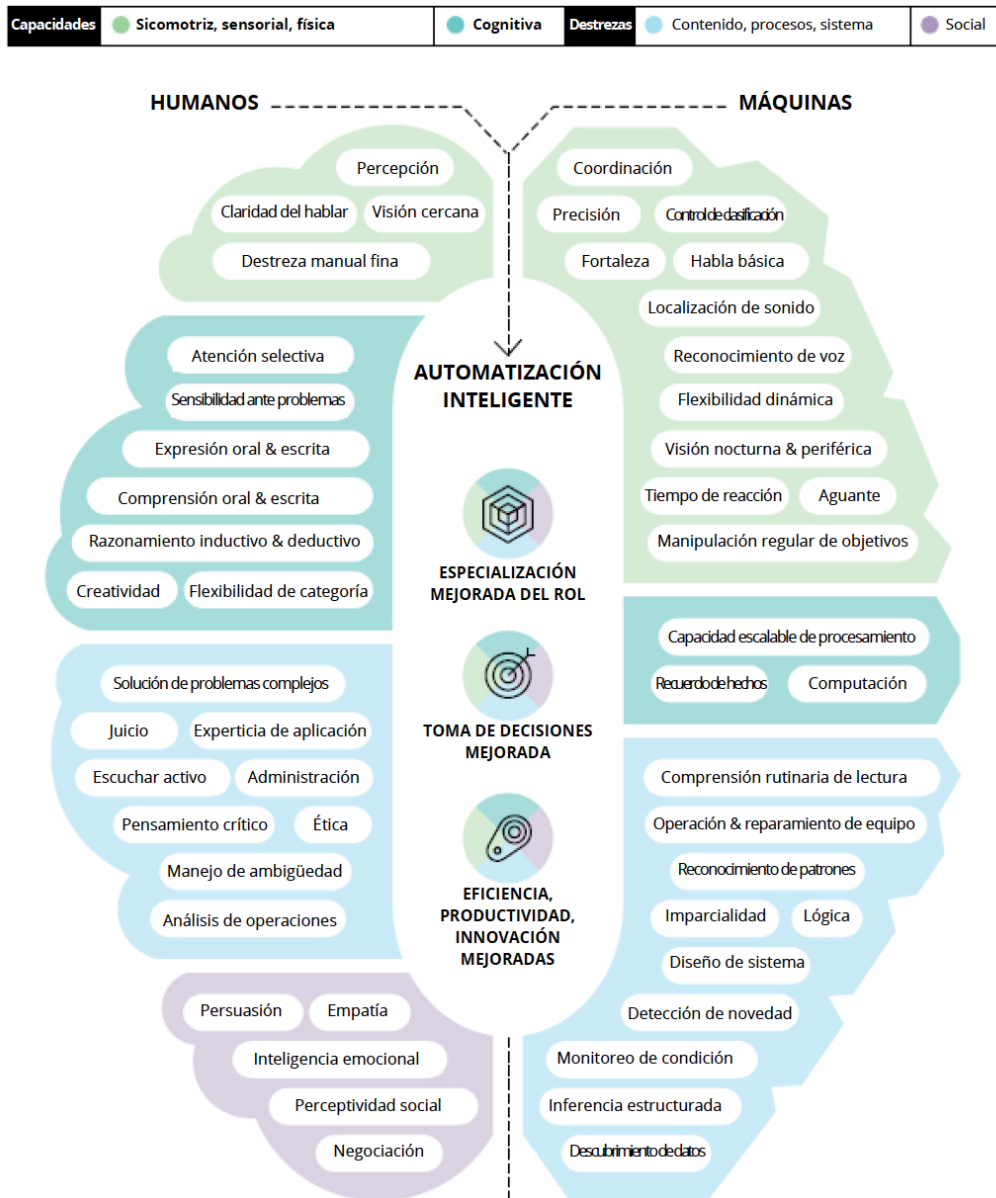 Capacidades Sicomotriz, sensorial, física Cognitiva Destrezas Contenido, procesos, sistema Social
HUMANOS
MÁQUINAS
Percepción
Claridad del hablar Visión cercana
Destreza manual fina
Atención selectiva
Sensibilidad ante problemas
Expresión oral & escrita
Comprensión oral & escrita
Razonamiento inductivo & deductivo
Creatividad Flexibilidad de categoría
Solución de problemas complejos
Juicio Experticia de aplicación
Escuchar activo Administración
Pensamiento crítico Ética
Manejo de ambigüedad
Análisis de operaciones
Persuasión Empatía
Inteligencia emocional
Perceptividad social
Negociación
AUTOMATIZACIÓN
INTELIGENTE
ESPECIALIZACIÓN
MEJORADA DEL ROL
TOMA DE DECISIONES
MEJORADA
EFICIENCIA,
PRODUCTIVIDAD,
INNOVACIÓN
MEJORADAS
Coordinación
Precisión Control de clasificación
Fortaleza Habla básica
Localización de sonido
Reconocimiento de voz
Flexibilidad dinámica
Visión nocturna & periférica
Tiempo de reacción Aguante
Manipulación regular de objetivos
Capacidad escalable de procesamiento
Recuerdo de hechos Computación
Comprensión rutinaria de lectura
Operación & reparamiento de equipo
Reconocimiento de patrones
Imparcialidad Lógica
Diseño de sistema
Detección de novedad
Monitoreo de condición
Inferencia estructurada
Descubrimiento de datos